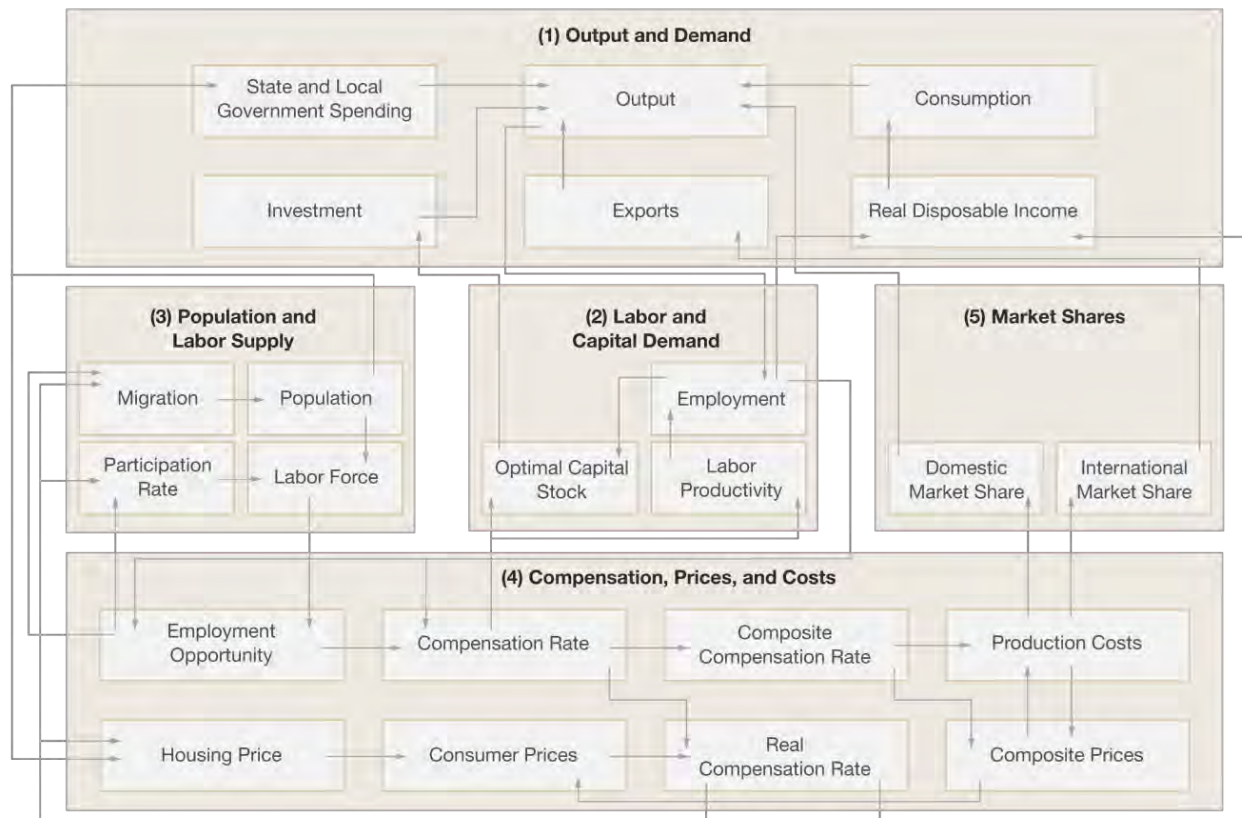 (1) Output and Demand
State and Local
Government Spending
Output
Consumption
Investment
Exports
Real Disposable Income
(3) Population and
Labor Supply
Migration
Population
Participation
Rate
Labor Force
(2) Labor and
Capital Demand
Employment
Optimal Capital
Stock
Labor
Productivity
(5) Market Shares
Domestic
Market Share
International
Market Share
(4) Compensation, Prices, and Costs
Employment
Opportunity
Compensation Rate
Composite
Compensation Rate
Production Costs
Housing Price
Consumer Prices
Real
Compensation Rate
Composite Prices